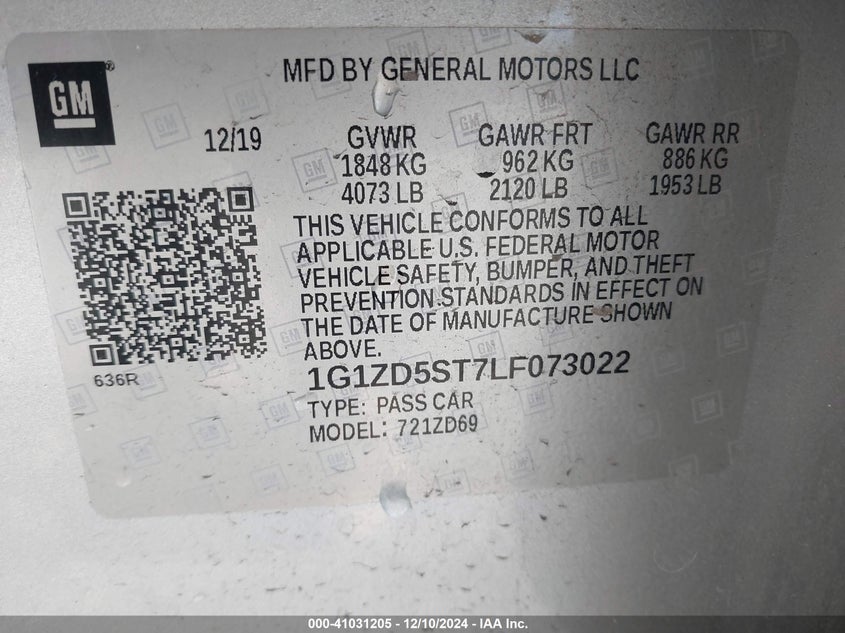 GM
MFD BY GENERAL MOTORS LLC
12/19 GVWR GAWR FRT GAWR RR
1848 KG 962 KG 886 KG
4073 LB 2120 LB 1953 LB
THIS VEHICLE CONFORMS TO ALL
APPLICABLE U.S. FEDERAL MOTOR
VEHICLE SAFETY, BUMPER, AND THEFT
PREVENTION STANDARDS IN EFFECT ON
THE DATE OF MANUFACTURE SHOWN
ABOVE.
636R
1G1ZD5ST7LF073022
TYPE: PASS CAR
MODEL: 721ZD69
000-41031205 - 12/10/2024 - IAA Inc.